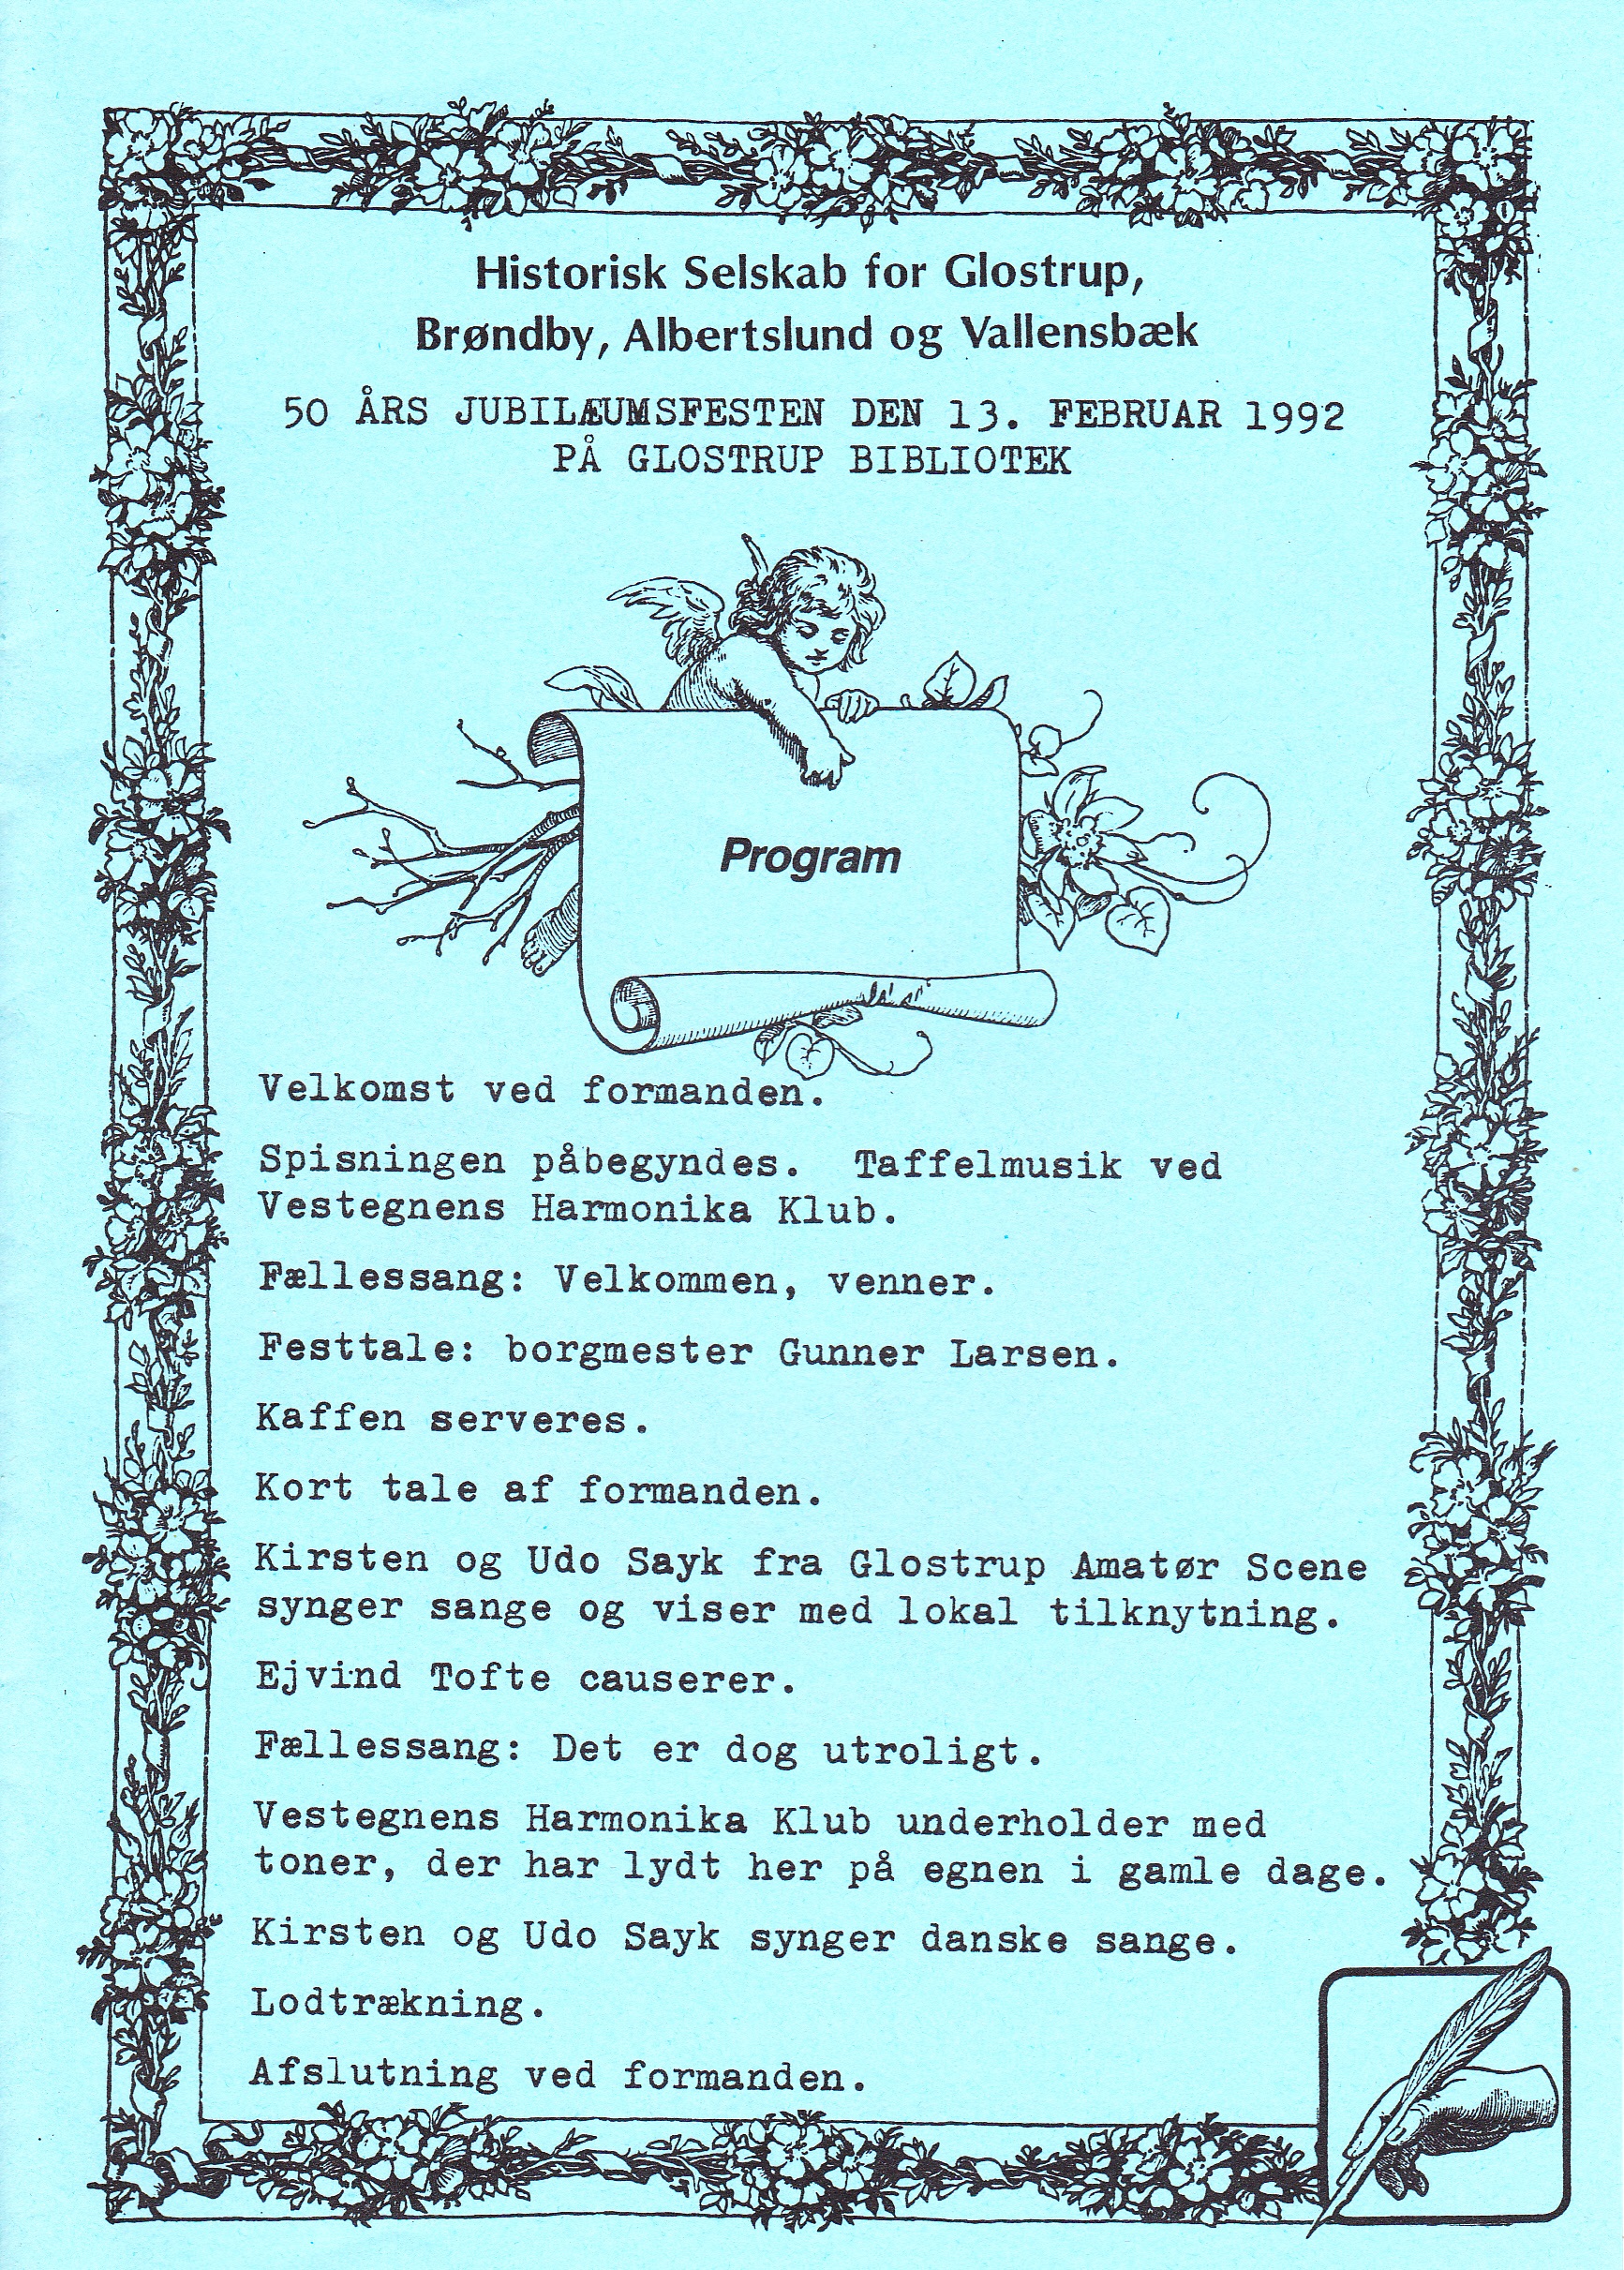 Historisk Selskab for Glostrup,
Brøndby, Albertslund og Vallensbæk
50 ÅRS JUBILÆUMSFESTEN DEN 13. FEBRUAR 1992
PÅ GLOSTRUP BIBLIOTEK
Program
Velkomst ved formanden.
Spisningen påbegyndes. Taffelmusik ved
Vestegnens Harmonika Klub.
Fællessang: Velkommen, venner.
Festtale: borgmester Gunner Larsen.
Kaffen serveres.
Kort tale af formanden.
Kirsten og Udo Sayk fra Glostrup Amatør Scene
synger sange og viser med lokal tilknytning.
Ejvind Tofte causerer.
Fællessang: Det er dog utroligt.
Vestegnens Harmonika Klub underholder med
toner, der har lydt her på egnen i gamle dage.
Kirsten og Udo Sayk synger danske sange.
Lodtrækning.
Afslutning ved formanden.